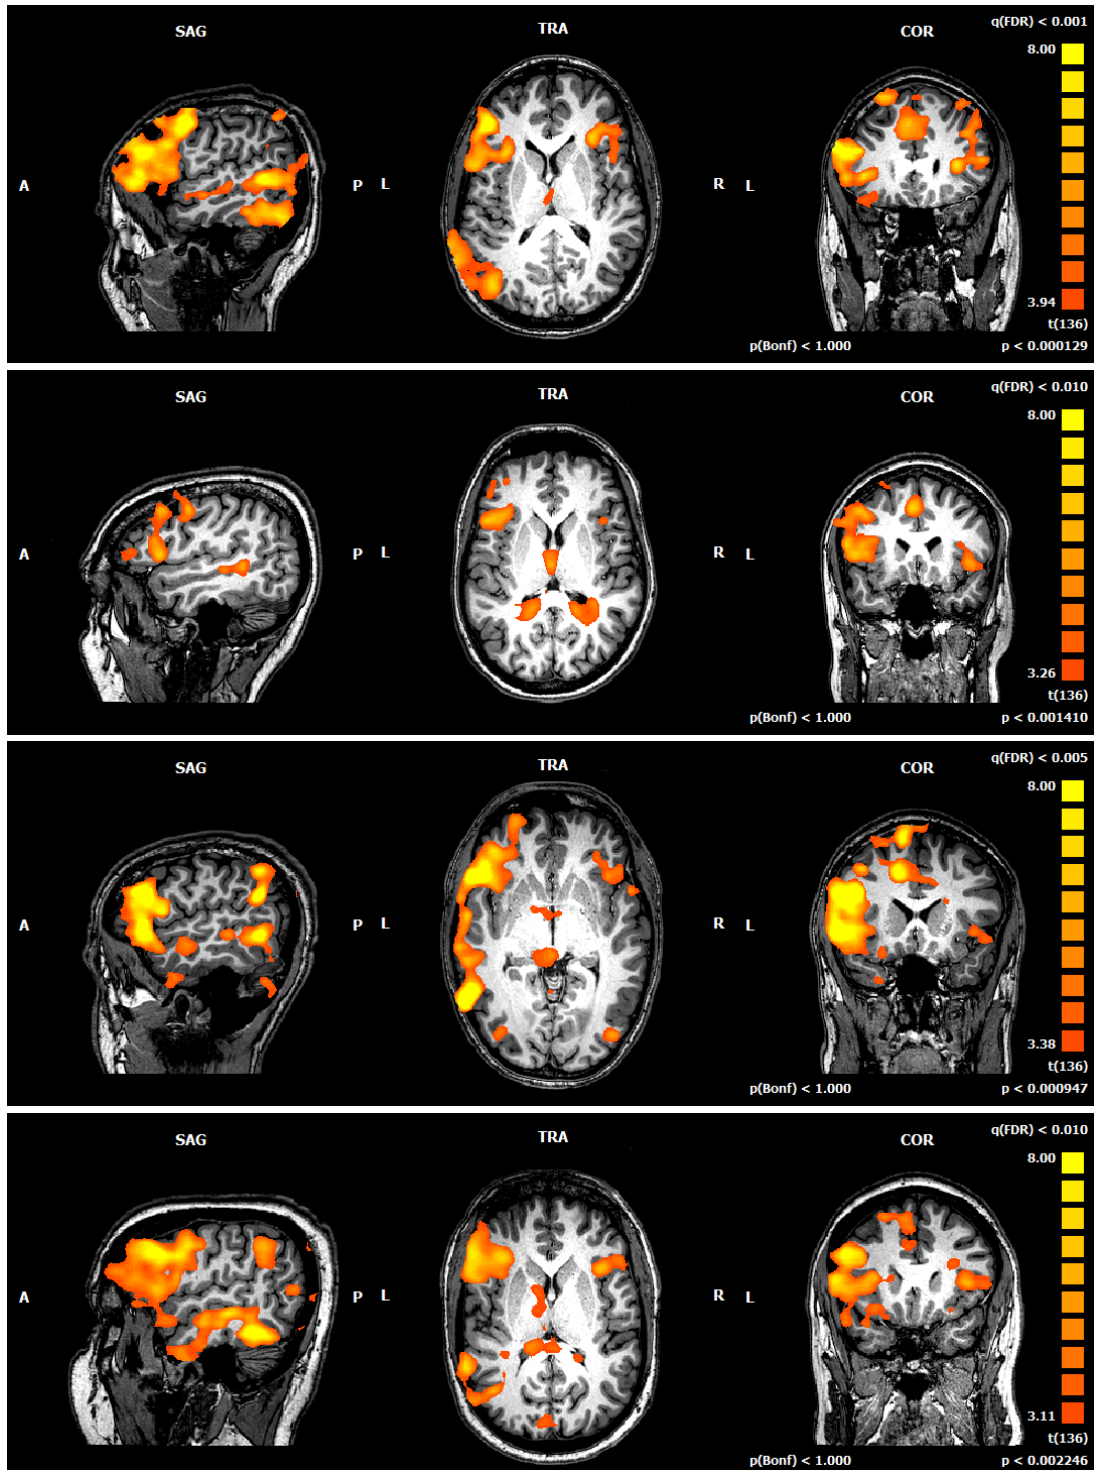 SAG TRA COR q(FDR) < 0.001
8.00
A P L R L
3.94
t(136)
p(Bonf) < 1.000 p < 0.000129
SAG TRA COR q(FDR) < 0.010
8.00
A P L R L
3.26
t(136)
p(Bonf) < 1.000 p < 0.001410
SAG TRA COR q(FDR) < 0.005
8.00
A P L R L
3.38
t(136)
p(Bonf) < 1.000 p < 0.000947
SAG TRA COR q(FDR) < 0.010
8.00
A P L R L
3.11
t(136)
p(Bonf) < 1.000 p < 0.002246